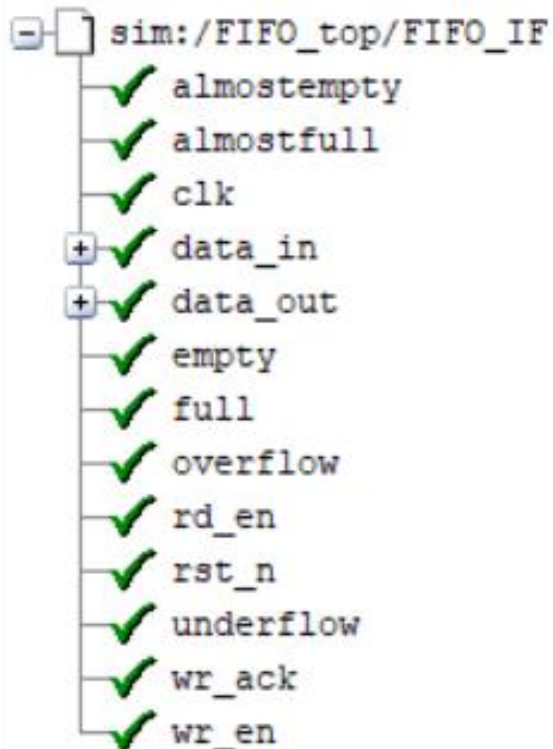 sim:/FIFO_top/FIFO_IF
almostempty
almostfull
clk
data_in
data_out
empty
full
overflow
rd_en
rst_n
underflow
wr_ack
wr_en